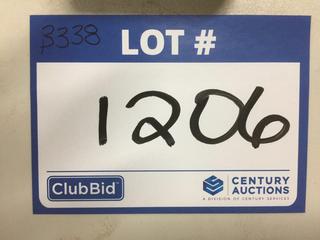 3338
LOT #
1206
ClubBid
CENTURY
AUCTIONS
A DIVISION OF CENTURY SERVICES